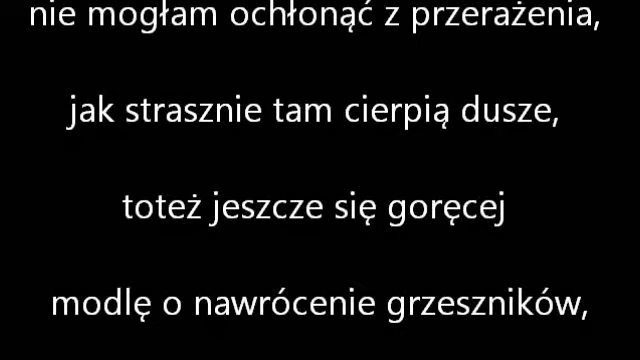 nie mogłam ochłonąć z przerażenia,
jak strasznie tam cierpią dusze,
toteż jeszcze się goręcej
modlę o nawrócenie grzeszników,